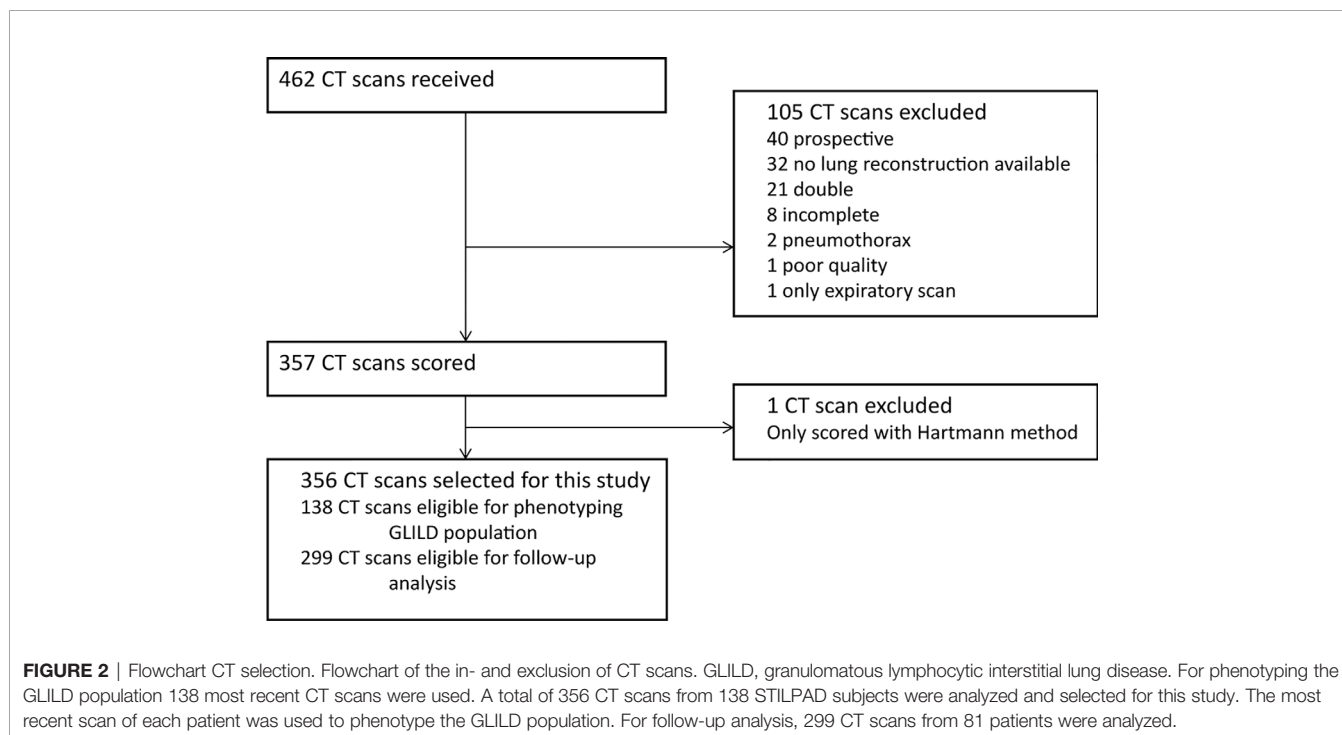 462 CT scans received
105 CT scans excluded
40 prospective
32 no lung reconstruction available
21 double
8 incomplete
2 pneumothorax
1 poor quality
1 only expiratory scan
357 CT scans scored
1 CT scan excluded
Only scored with Hartmann method
356 CT scans selected for this study
138 CT scans eligible for phenotyping
GLILD population
299 CT scans eligible for follow-up
analysis
FIGURE 2 | Flowchart CT selection. Flowchart of the in- and exclusion of CT scans. GLILD, granulomatous lymphocytic interstitial lung disease. For phenotyping the
GLILD population 138 most recent CT scans were used. A total of 356 CT scans from 138 STILPAD subjects were analyzed and selected for this study. The most
recent scan of each patient was used to phenotype the GLILD population. For follow-up analysis, 299 CT scans from 81 patients were analyzed.